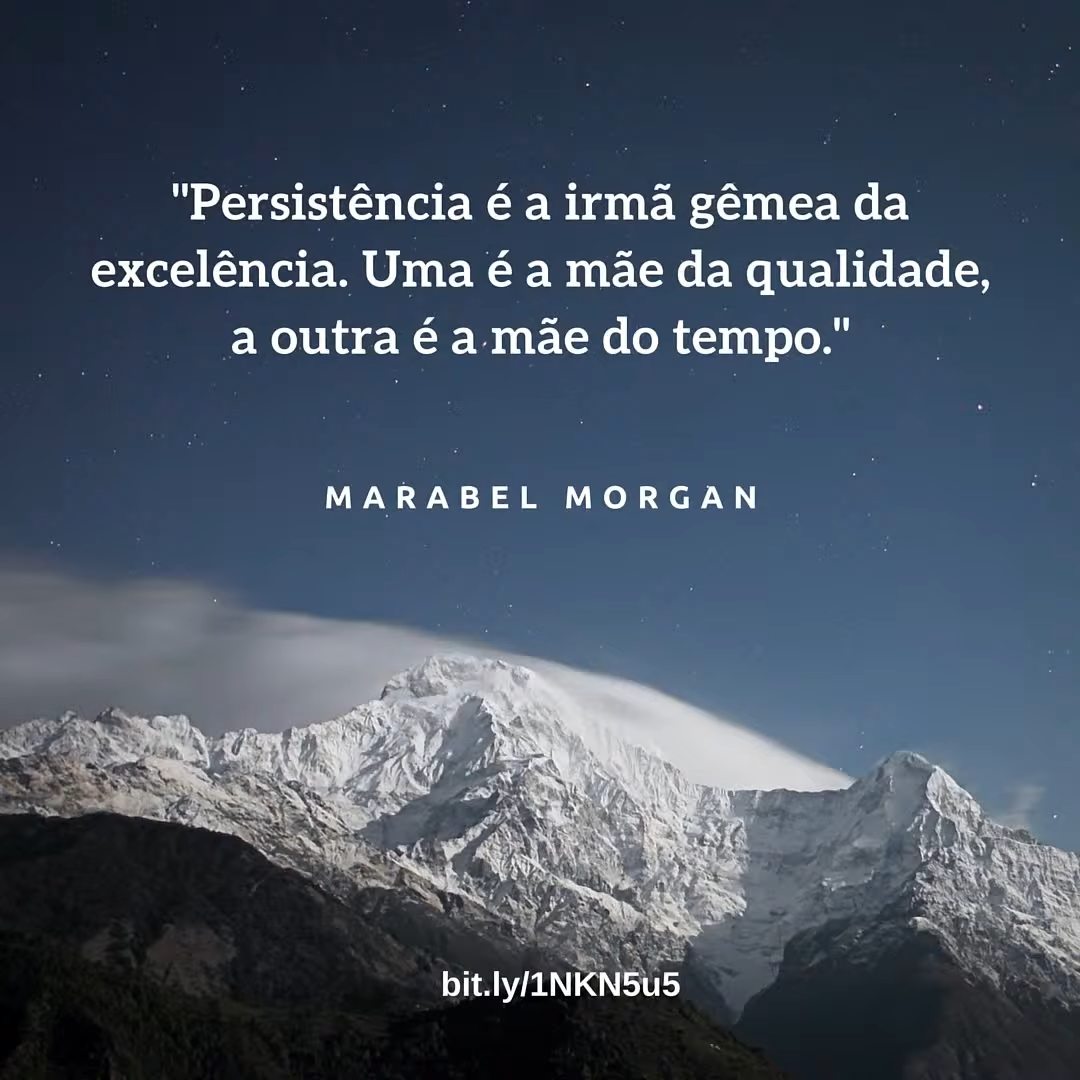 "Persistência é a irmã gêmea da
excelência. Uma é a mãe da qualidade,
a outra é a mãe do tempo."
MARABEL MORGAN
bit.ly/1NKN5u5